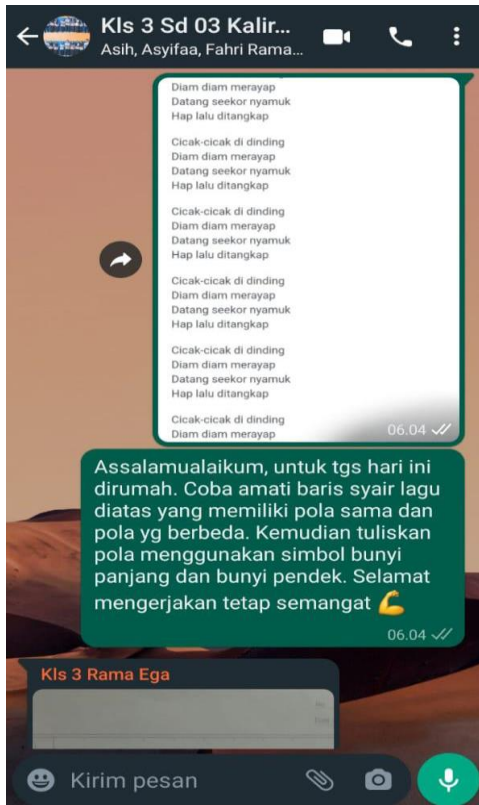 Kls 3 Sd 03 Kalir...
Asih, Asyifaa, Fahri Rama...
Diam diam merayap
Datang seekor nyamuk
Hap lalu ditangkap
Cicak-cicak di dinding
Diam diam merayap
Datang seekor nyamuk
Hap lalu ditangkap
Cicak-cicak di dinding
Diam diam merayap
Datang seekor nyamuk
Hap lalu ditangkap
Cicak-cicak di dinding
Diam diam merayap
Datang seekor nyamuk
Hap lalu ditangkap
Cicak-cicak di dinding
Diam diam merayap
Datang seekor nyamuk
Hap lalu ditangkap
Cicak-cicak di dinding
Diam diam merayap
06.04
Assalamualaikum, untuk tgs hari ini
dirumah. Coba amati baris syair lagu
diatas yang memiliki pola sama dan
pola yg berbeda. Kemudian tuliskan
pola menggunakan simbol bunyi
panjang dan bunyi pendek. Selamat
mengerjakan tetap semangat 💪
06.04
Kls 3 Rama Ega
Kirim pesan